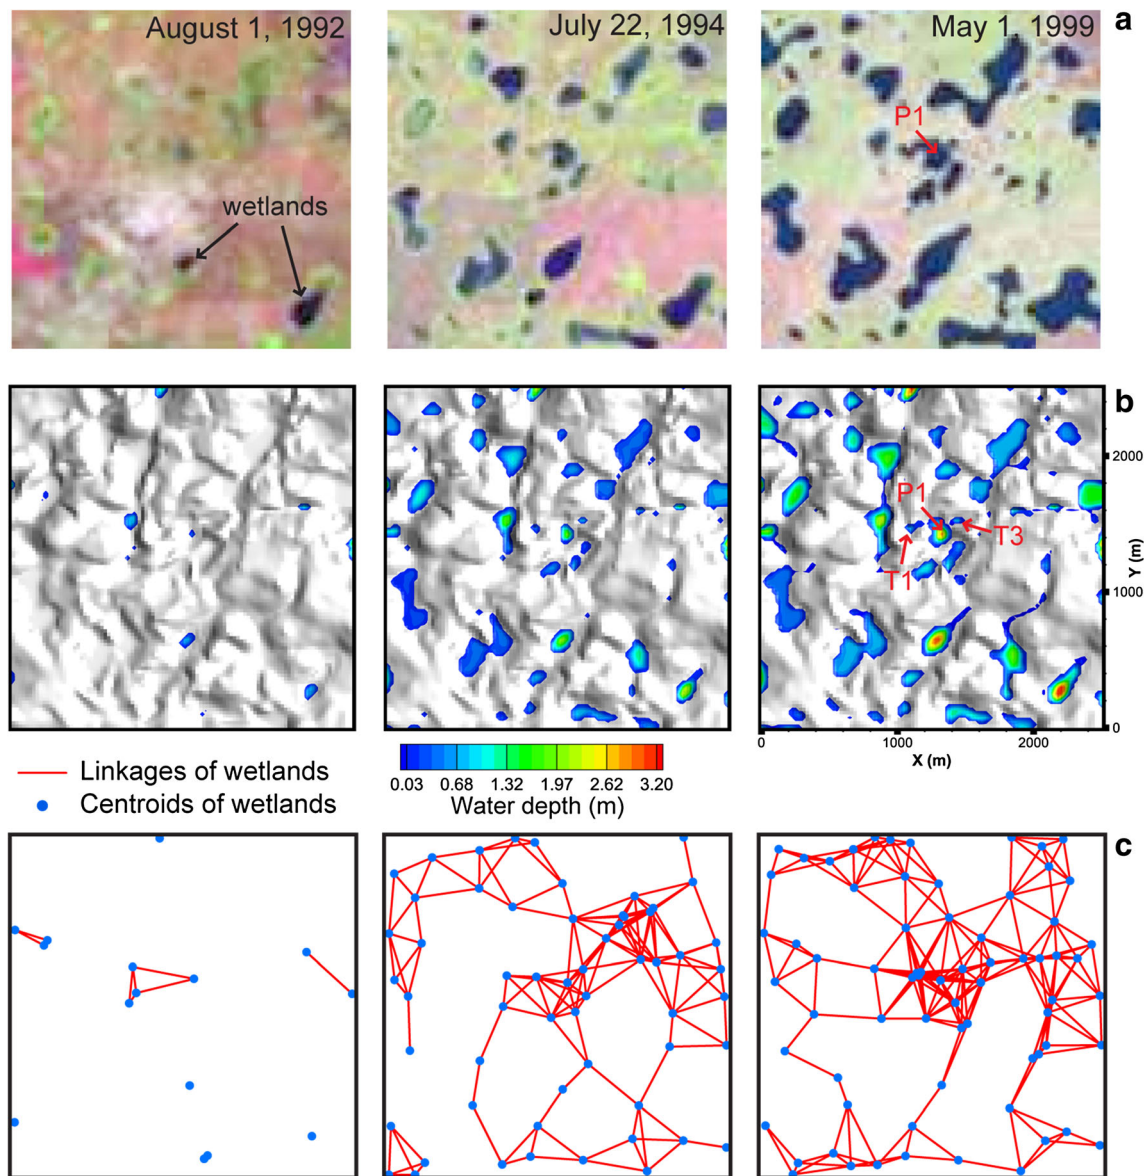 August 1, 1992
July 22, 1994
May 1, 1999
a
P1
wetlands
b
P1
T3
T1
2000
1000
0
Y (m)
0
1000
2000
X (m)
0.03 0.68 1.32 1.97 2.62 3.20
Water depth (m)
Linkages of wetlands
Centroids of wetlands
c